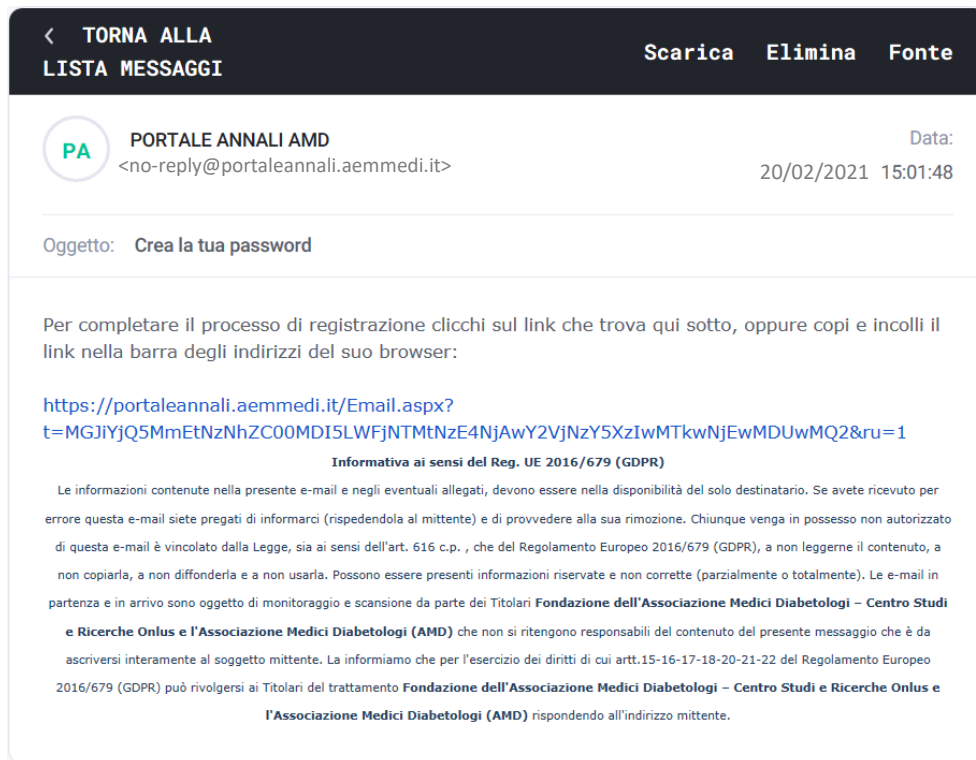 < TORNA ALLA
LISTA MESSAGGI
Scarica Elimina Fonte
PA
PORTALE ANNALI AMD
<no-reply@portaleannali.aemmedi.it>
Data:
20/02/2021 15:01:48
Oggetto: Crea la tua password
Per completare il processo di registrazione clicchi sul link che trova qui sotto, oppure copi e incolli il
link nella barra degli indirizzi del suo browser:
https://portaleannali.aemmedi.it/Email.aspx?
t=MGJiYjQ5MmEtNzNhZC00MDI5LWFjNTMtNzE4NjAwY2VjNzY5XzIwMTkwNjEwMDUwMQ2&ru=1
Informativa ai sensi del Reg. UE 2016/679 (GDPR)
Le informazioni contenute nella presente e-mail e negli eventuali allegati, devono essere nella disponibilità del solo destinatario. Se avete ricevuto per
errore questa e-mail siete pregati di informarci (rispedendola al mittente) e di provvedere alla sua rimozione. Chiunque venga in possesso non autorizzato
di questa e-mail è vincolato dalla Legge, sia ai sensi dell'art. 616 c.p. , che del Regolamento Europeo 2016/679 (GDPR), a non leggerne il contenuto, a
non copiarla, a non diffonderla e a non usarla. Possono essere presenti informazioni riservate e non corrette (parzialmente o totalmente). Le e-mail in
partenza e in arrivo sono oggetto di monitoraggio e scansione da parte dei Titolari Fondazione dell'Associazione Medici Diabetologi – Centro Studi
e Ricerche Onlus e l'Associazione Medici Diabetologi (AMD) che non si ritengono responsabili del contenuto del presente messaggio che è da
ascriversi interamente al soggetto mittente. La informiamo che per l'esercizio dei diritti di cui artt.15-16-17-18-20-21-22 del Regolamento Europeo
2016/679 (GDPR) può rivolgersi ai Titolari del trattamento Fondazione dell'Associazione Medici Diabetologi – Centro Studi e Ricerche Onlus e
l'Associazione Medici Diabetologi (AMD) rispondendo all'indirizzo mittente.